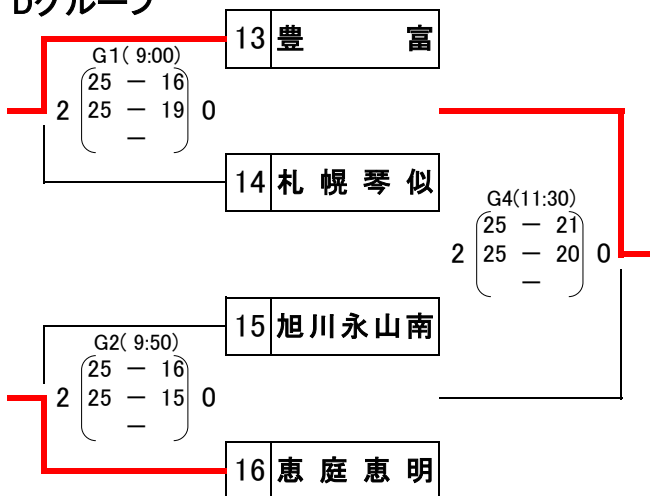 Dグループ
13 豊 富
G1( 9:00)
2 25 － 16 0
25 － 19
－
14 札 幌 琴 似
G4(11:30)
2 25 － 21 0
25 － 20
－
15 旭川永山南
G2( 9:50)
2 25 － 16 0
25 － 15
－
16 恵 庭 恵 明